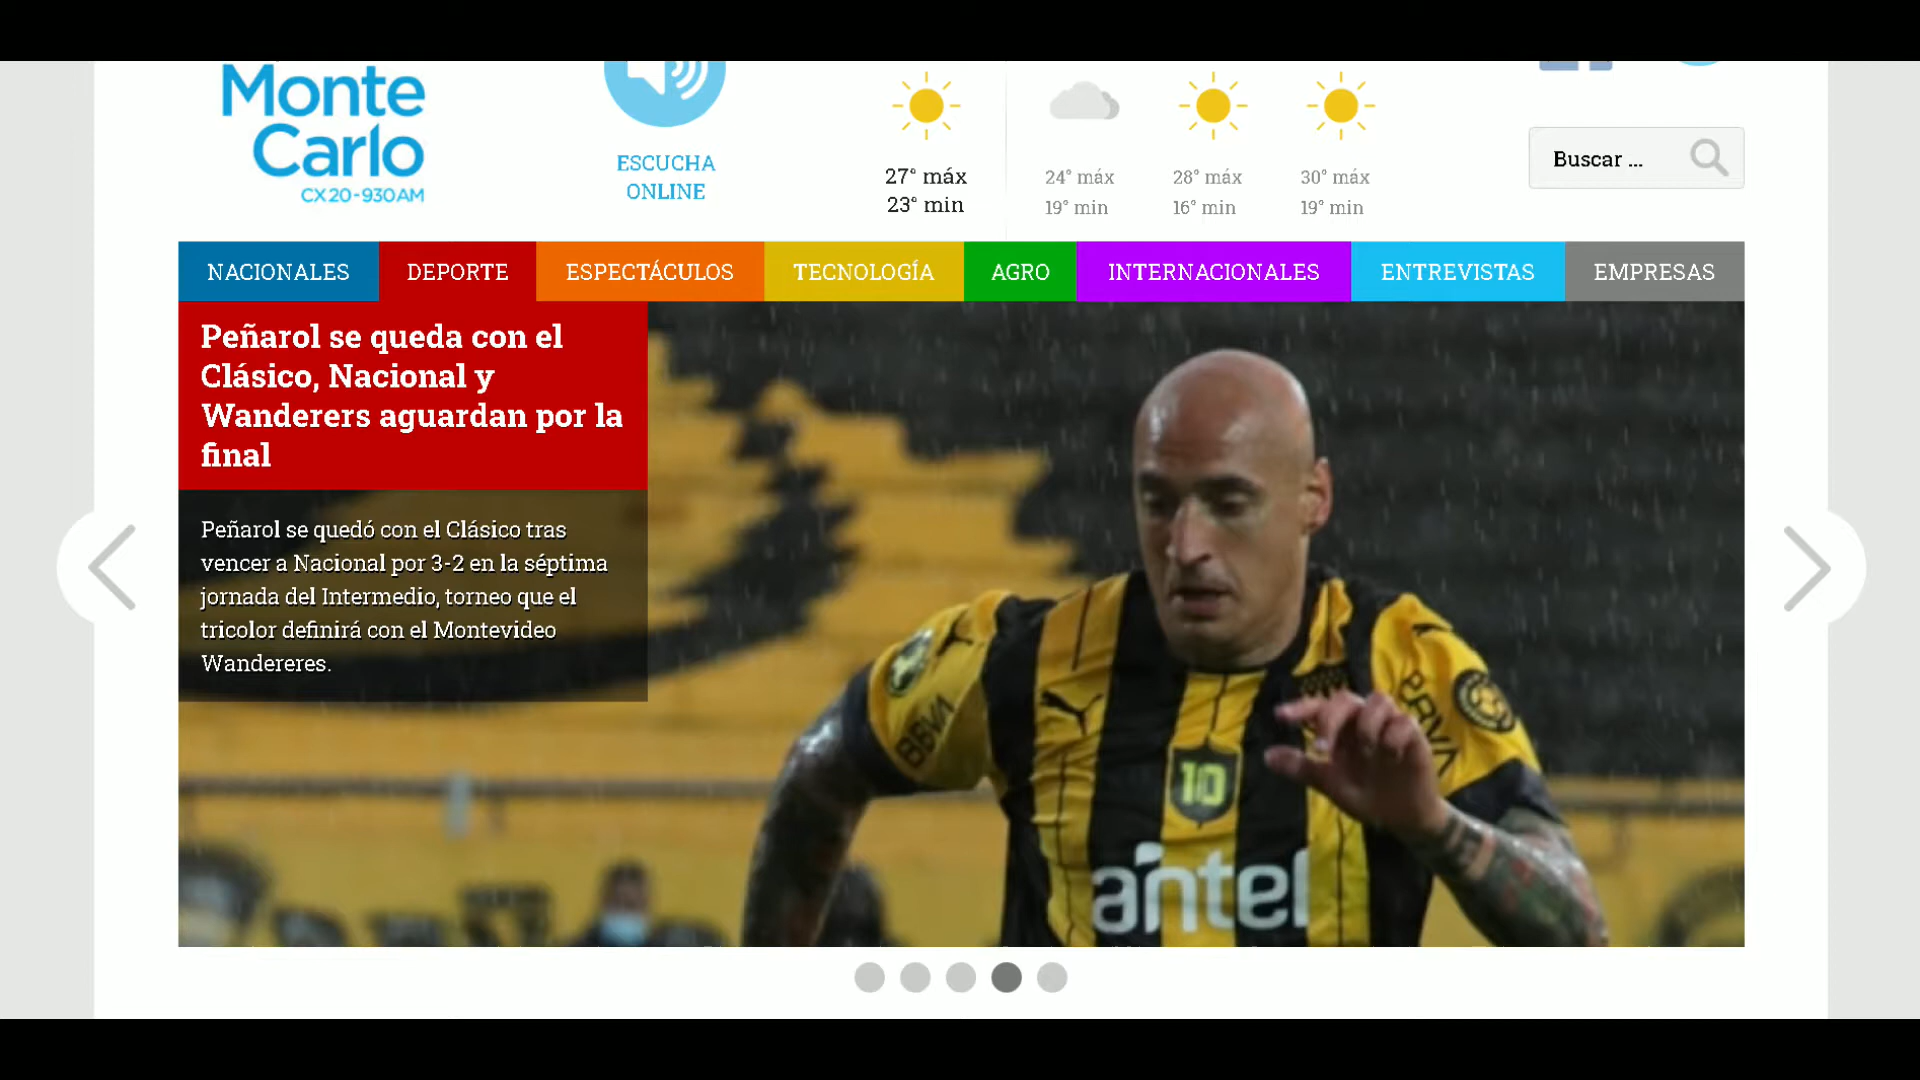 Monte
Carlo
CX20-930AM
ESCUCHA
ONLINE
27° máx
23° min
24° máx
19° min
28° máx
16° min
30° máx
19° min
Buscar ...
NACIONALES DEPORTE ESPECTÁCULOS TECNOLOGÍA AGRO INTERNACIONALES ENTREVISTAS EMPRESAS
Peñarol se queda con el
Clásico, Nacional y
Wanderers aguardan por la
final
Peñarol se quedó con el Clásico tras
vencer a Nacional por 3-2 en la séptima
jornada del Intermedio, torneo que el
tricolor definirá con el Montevideo
Wandereres.
BBVA
BBVA
10
antel